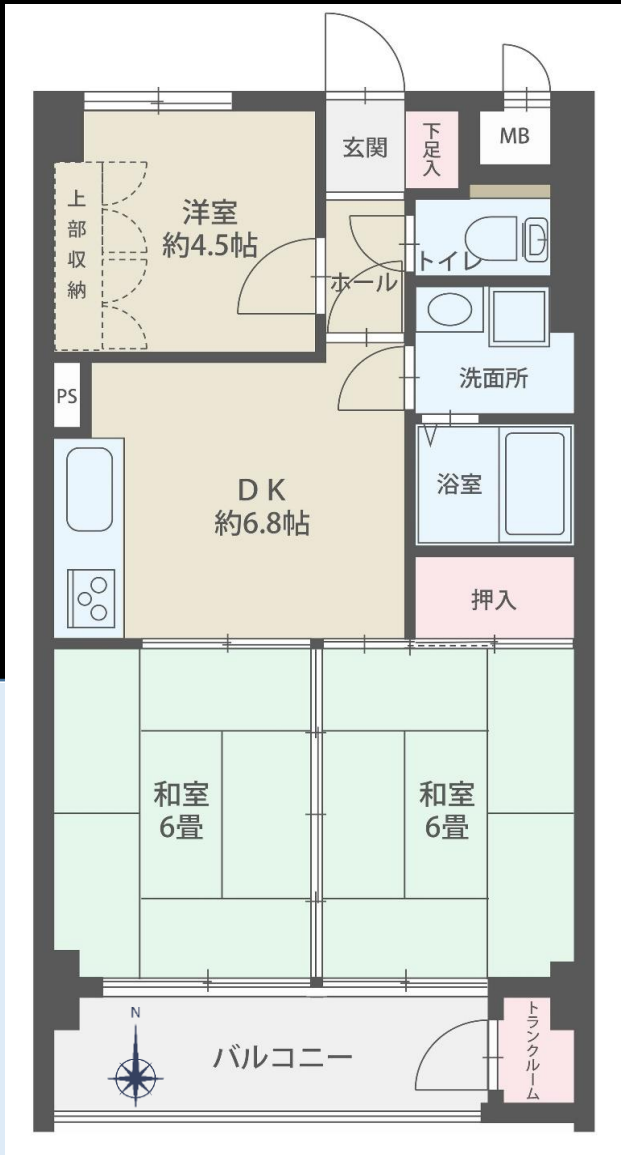 玄関
下足入
MB
洋室
約4.5帖
上部収納
ホール
トイレ
洗面所
PS
DK
約6.8帖
浴室
押入
和室
6畳
和室
6畳
N
バルコニー
トランクルーム